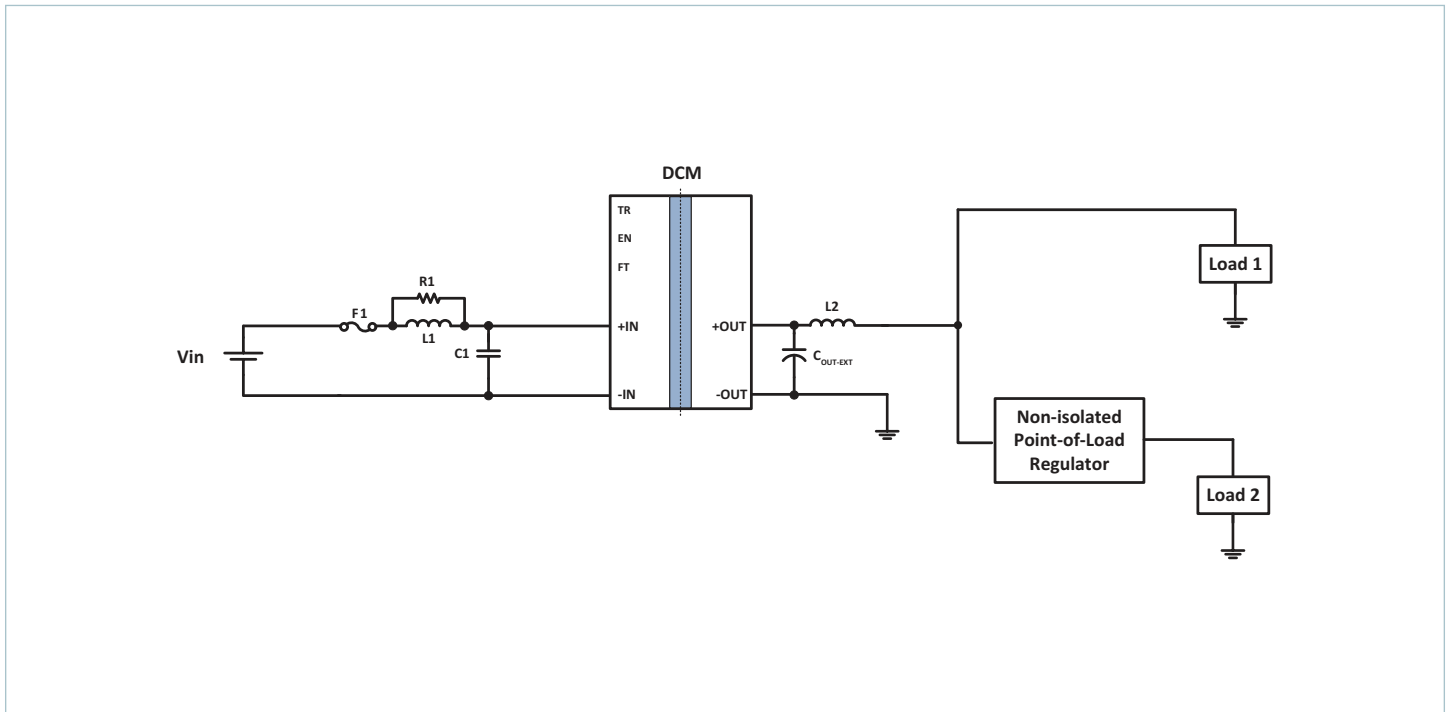 DCM
TR
EN
FT
+IN
-IN
+OUT
-OUT
Vin
F1
R1
L1
C1
L2
C OUT-EXT
Load 1
Non-isolated
Point-of-Load
Regulator
Load 2